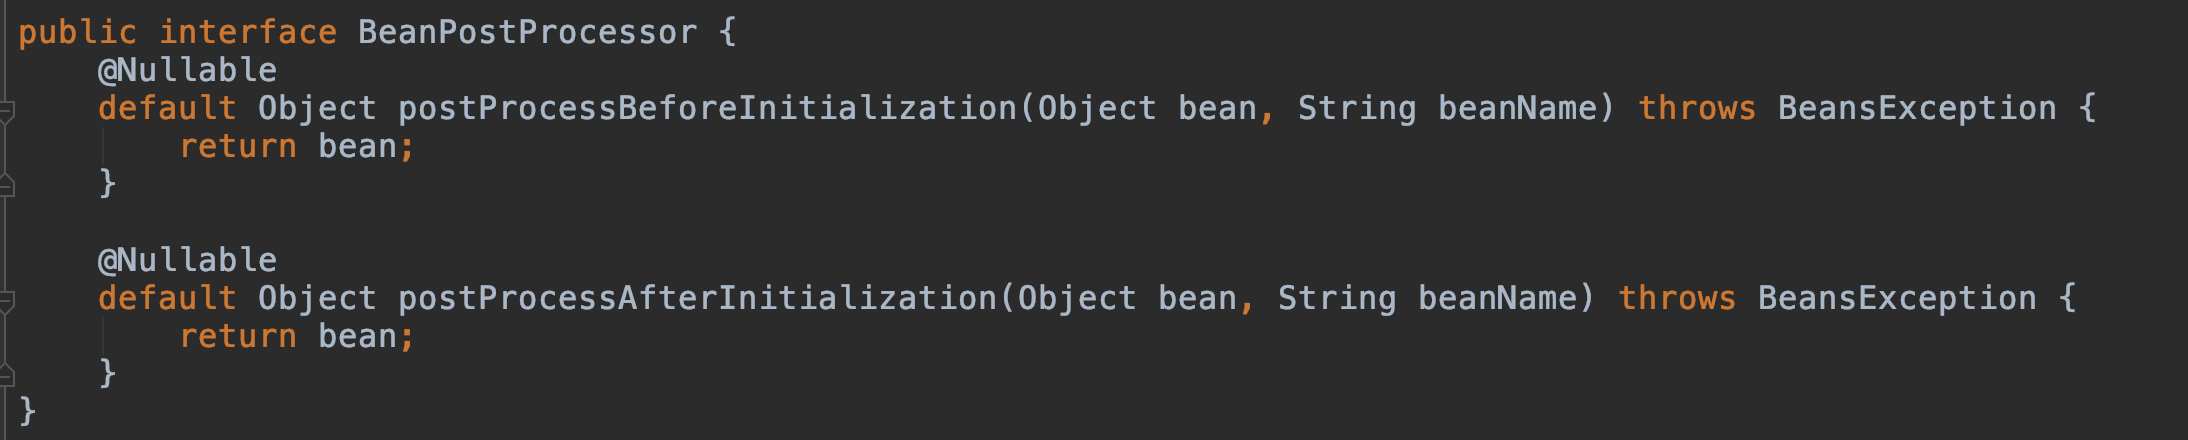 public interface BeanPostProcessor {
    @Nullable
    default Object postProcessBeforeInitialization(Object bean, String beanName) throws BeansException {
        return bean;
    }

    @Nullable
    default Object postProcessAfterInitialization(Object bean, String beanName) throws BeansException {
        return bean;
    }
}